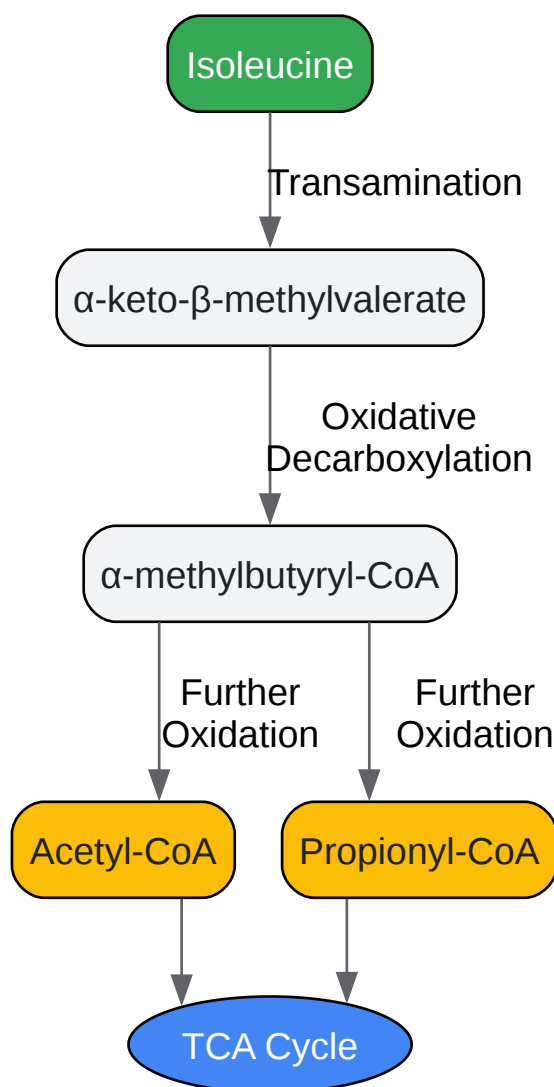 Isoleucine
Transamination
α-keto-β-methylvalerate
Oxidative
Decarboxylation
α-methylbutyryl-CoA
Further
Oxidation
Further
Oxidation
Acetyl-CoA
Propionyl-CoA
TCA Cycle